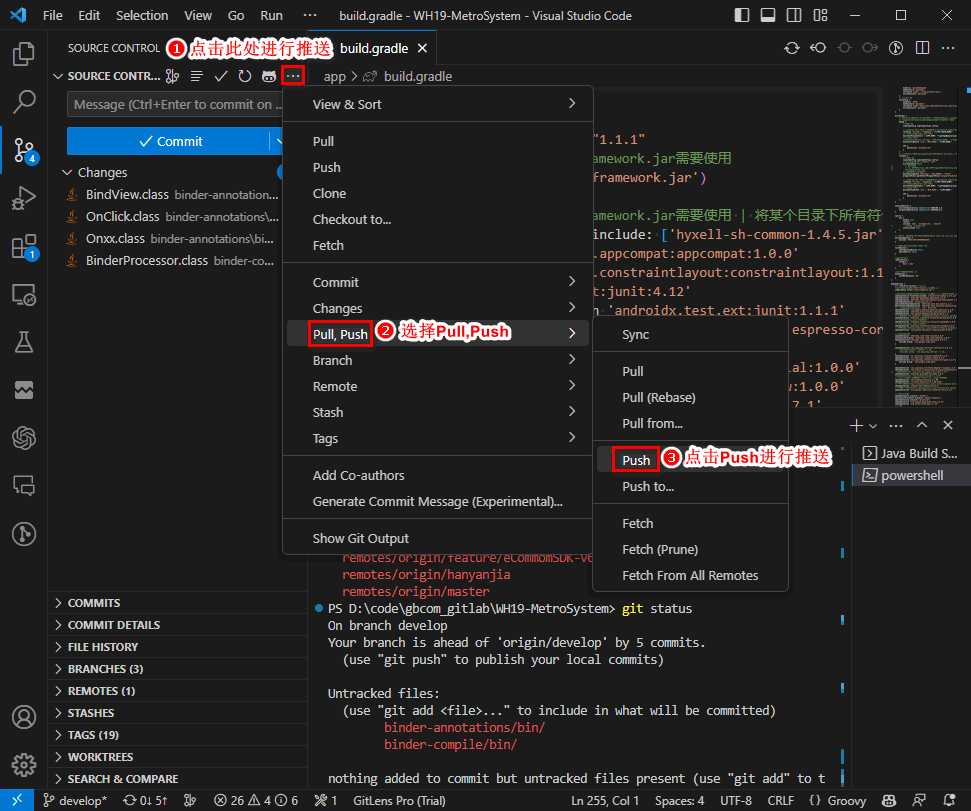 File Edit Selection View Go Run ··· build.gradle - WH19-MetroSystem - Visual Studio Code
SOURCE CONTROL
1 点击此处进行推送
build.gradle
SOURCE CONTR...
app > build.gradle
Message (Ctrl+Enter to commit on ...
Commit
Changes
BindView.class binder-annotation...
OnClick.class binder-annotations\...
Onxx.class binder-annotations\bi...
BinderProcessor.class binder-co...
4
1
View & Sort
Pull
Push
Clone
Checkout to...
Fetch
Commit
Changes
Pull, Push
2 选择Pull,Push
Branch
Remote
Stash
Tags
Add Co-authors
Generate Commit Message (Experimental)...
Show Git Output
"1.1.1"
amework.jar需要使用
framework.jar')
amework.jar需要使用 | 将某个目录下所有符
include: ['hyxell-sh-common-1.4.5.jar'
.appcompat:appcompat:1.0.0'
.constraintlayout:constraintlayout:1.1
t:junit:4.12'
n 'androidx.test.ext:junit:1.1.1'
espresso-cor
ial:1.0.0'
w:1.0.0'
7.1'
Sync
Pull
Pull (Rebase)
Pull from...
Push
3 点击Push进行推送
Push to...
Fetch
Fetch (Prune)
Fetch From All Remotes
Java Build S...
powershell
remotes/origin/feature/eCommomSDK-v6
remotes/origin/hanyanjia
remotes/origin/master
PS D:\code\gbcom_gitlab\WH19-MetroSystem> git status
On branch develop
Your branch is ahead of 'origin/develop' by 5 commits.
(use "git push" to publish your local commits)
Untracked files:
(use "git add <file>..." to include in what will be committed)
binder-annotations/bin/
binder-compile/bin/
nothing added to commit but untracked files present (use "git add" to t
COMMITS
COMMIT DETAILS
FILE HISTORY
BRANCHES (3)
REMOTES (1)
STASHES
TAGS (19)
WORKTREES
SEARCH & COMPARE
develop* 0↓ 5↑ 26 4 6 1 GitLens Pro (Trial) Ln 255, Col 1 Spaces: 4 UTF-8 CRLF {} Groovy